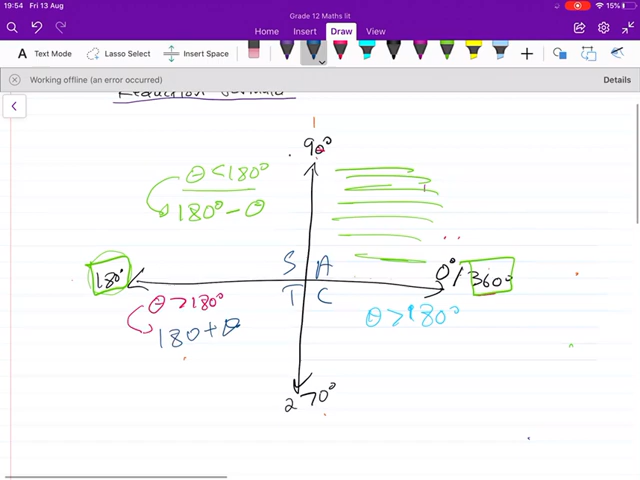 19:54 Fri 13 Aug
Grade 12 Maths lit
15%
Home Insert Draw View
Text Mode Lasso Select Insert Space
Working offline (an error occurred) Details
90°
θ < 180°
180° - θ
S A
180° 0° / 360°
T C
θ > 180°
θ > 180°
180 + θ
270°